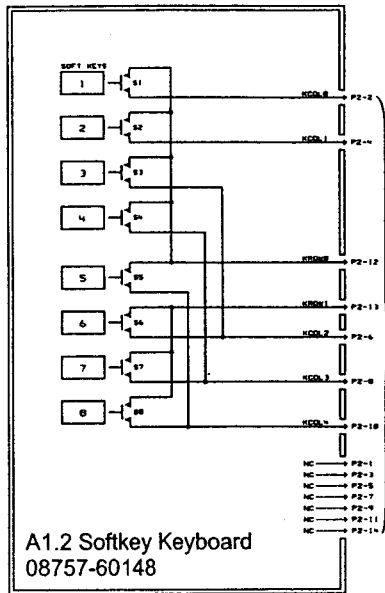 SOFT KEYS
1 S1
KCOL0 P2-2
2 S2
KCOL1 P2-4
3 S3
4 S4
KROW0 P2-12
5 S5
KROW1 P2-13
6 S6
KCOL2 P2-6
7 S7
KCOL3 P2-8
8 S8
KCOL4 P2-10
NC P2-1
NC P2-3
NC P2-5
NC P2-7
NC P2-9
NC P2-11
NC P2-14
A1.2 Softkey Keyboard
08757-60148